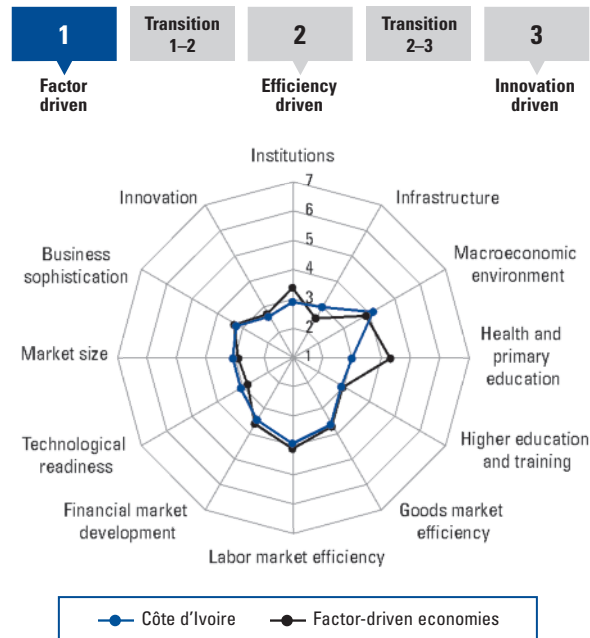 1
Transition
1–2
2
Transition
2–3
3
Factor
driven
Efficiency
driven
Innovation
driven
Institutions
7
6
5
4
3
2
1
Infrastructure
Macroeconomic
environment
Health and
primary
education
Higher education
and training
Goods market
efficiency
Labor market efficiency
Financial market
development
Technological
readiness
Market size
Business
sophistication
Innovation
Côte d'Ivoire
Factor-driven economies